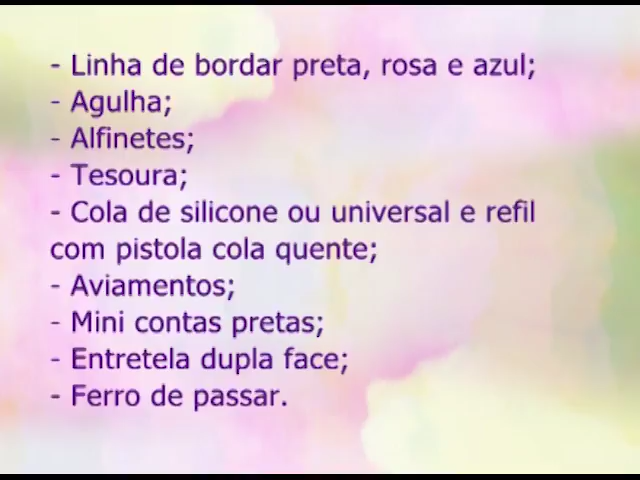 - Linha de bordar preta, rosa e azul;
- Agulha;
- Alfinetes;
- Tesoura;
- Cola de silicone ou universal e refil
com pistola cola quente;
- Aviamentos;
- Mini contas pretas;
- Entretela dupla face;
- Ferro de passar.